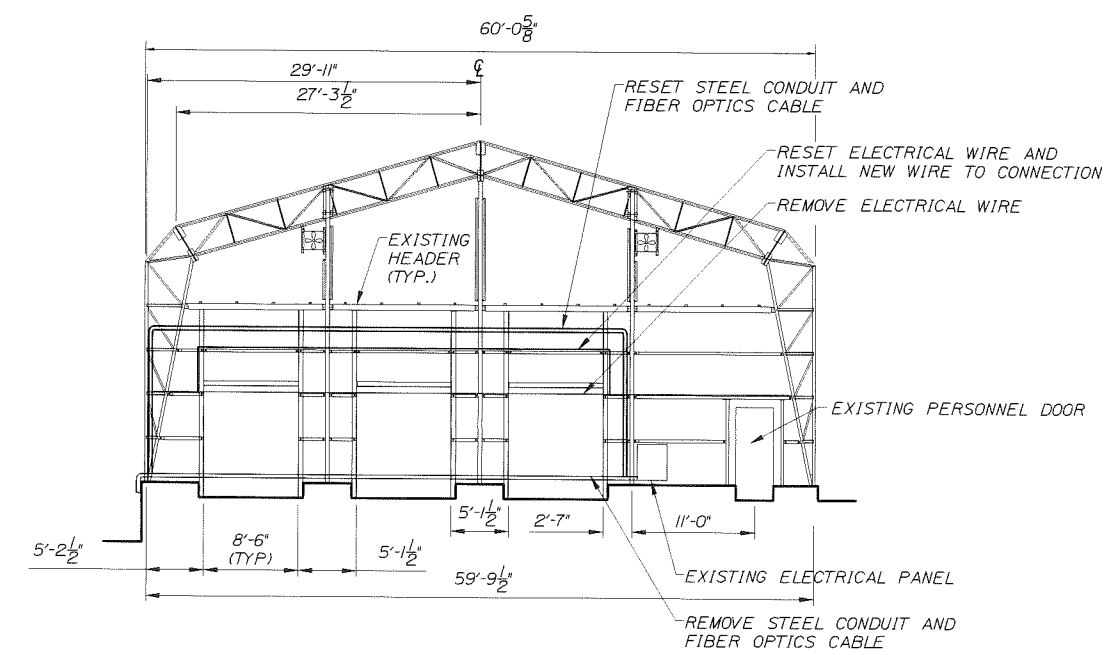 60'-0 5/8"
29'-11"
℄
27'-3 1/2"
RESET STEEL CONDUIT AND
FIBER OPTICS CABLE
RESET ELECTRICAL WIRE AND
INSTALL NEW WIRE TO CONNECTION
REMOVE ELECTRICAL WIRE
EXISTING
HEADER
(TYP.)
EXISTING PERSONNEL DOOR
5'-1 1/2"
2'-7"
11'-0"
5'-2 1/2"
8'-6"
(TYP)
5'-1 1/2"
59'-9 1/2"
EXISTING ELECTRICAL PANEL
REMOVE STEEL CONDUIT AND
FIBER OPTICS CABLE